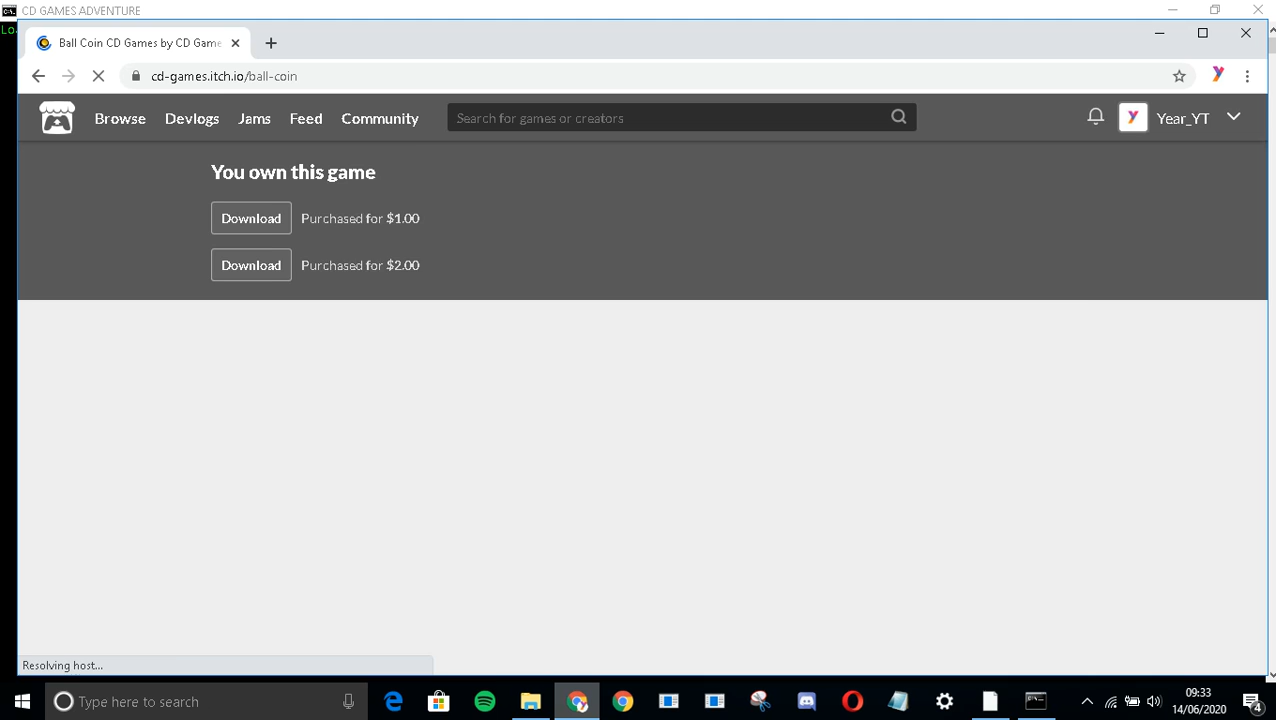 CD GAMES ADVENTURE
Lo
Ball Coin CD Games by CD Game
cd-games.itch.io/ball-coin
Browse Devlogs Jams Feed Community Search for games or creators Year_YT
You own this game
Download Purchased for $1.00
Download Purchased for $2.00
Resolving host...
Type here to search
09:33
14/06/2020
4